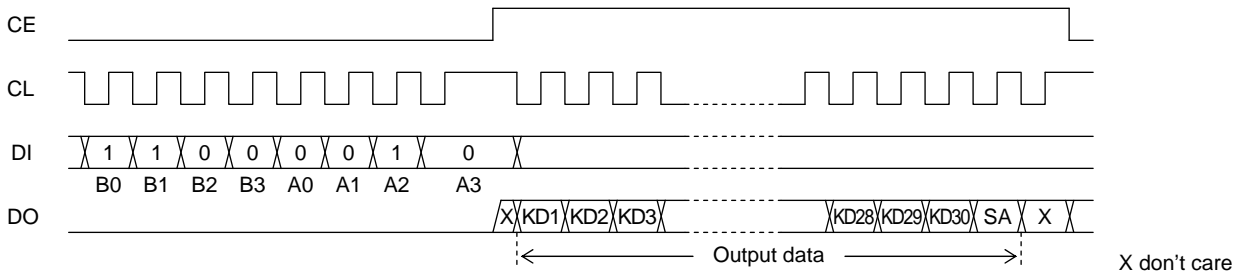 CE
CL
DI 1 1 0 0 0 0 1 0
B0 B1 B2 B3 A0 A1 A2 A3
DO X KD1 KD2 KD3 KD28 KD29 KD30 SA X
Output data
X don't care